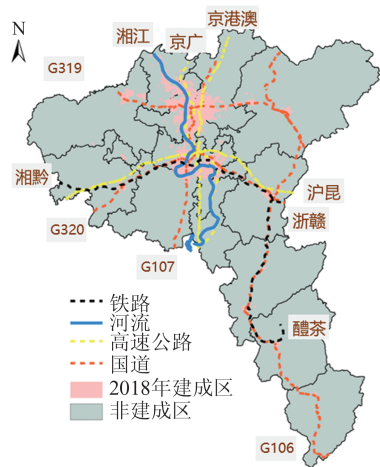 京港澳
湘江
京广
N
G319
湘黔
沪昆
浙赣
G320
G107
醴茶
铁路
河流
高速公路
国道
2018年建成区
非建成区
G106